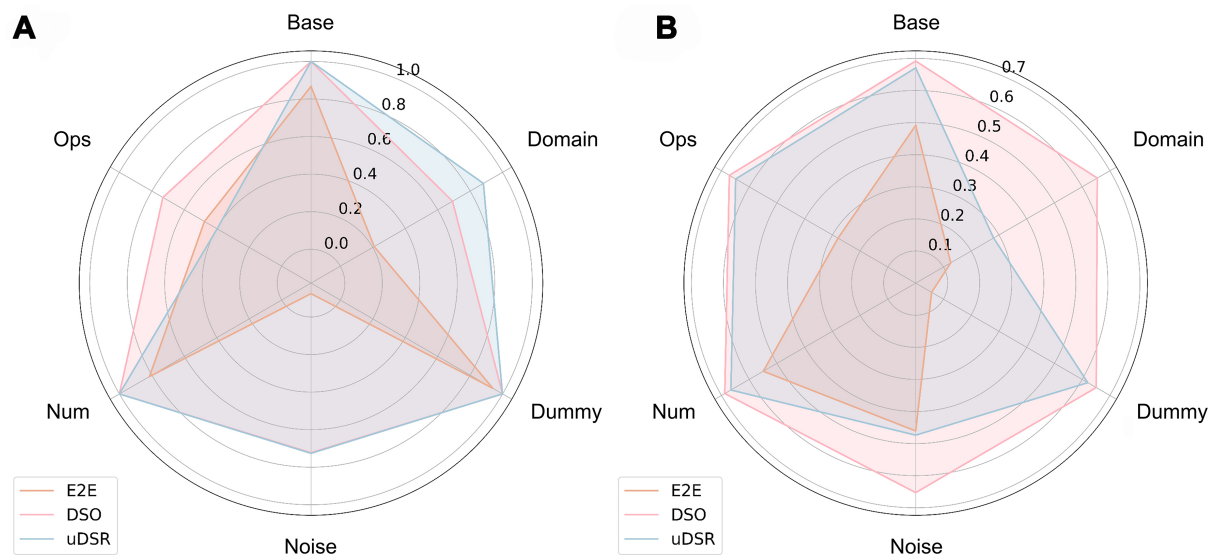 A
Base
1.0
0.8
0.6
0.4
0.2
0.0
Ops
Domain
Num
Dummy
Noise
E2E
DSO
uDSR
B
Base
0.7
0.6
0.5
0.4
0.3
0.2
0.1
Ops
Domain
Num
Dummy
Noise
E2E
DSO
uDSR